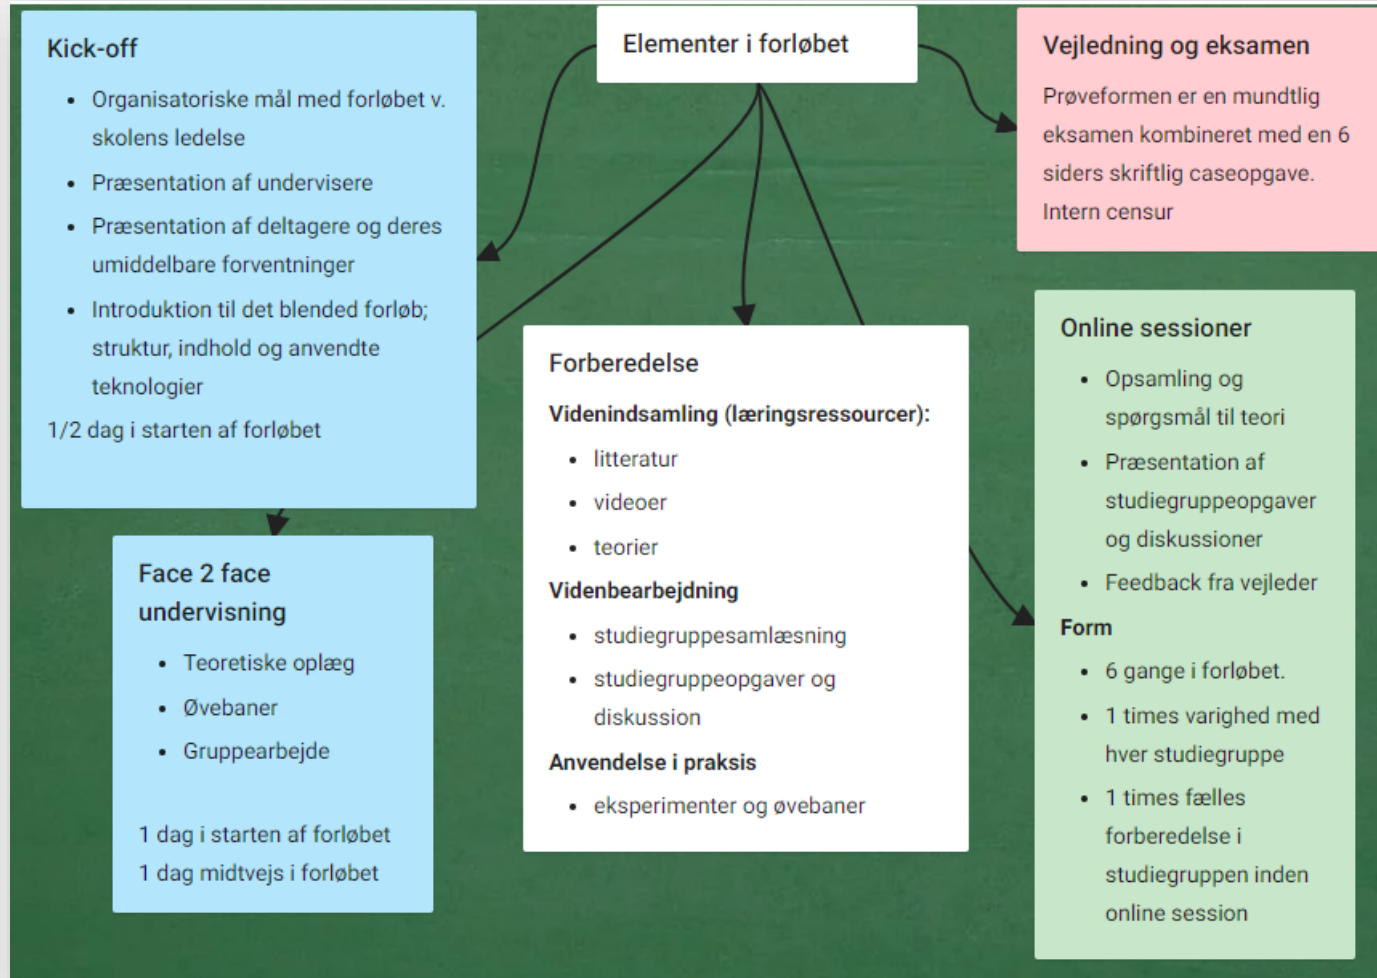 Elementer i forløbet
Kick-off
Organisatoriske mål med forløbet v.
skolens ledelse
Præsentation af undervisere
Præsentation af deltagere og deres
umiddelbare forventninger
Introduktion til det blended forløb;
struktur, indhold og anvendte
teknologier
1/2 dag i starten af forløbet
Face 2 face
undervisning
Teoretiske oplæg
Øvebaner
Gruppearbejde
1 dag i starten af forløbet
1 dag midtvejs i forløbet
Forberedelse
Videnindsamling (læringsressourcer):
litteratur
videoer
teorier
Videnbearbejdning
studiegruppesamlæsning
studiegruppeopgaver og
diskussion
Anvendelse i praksis
eksperimenter og øvebaner
Vejledning og eksamen
Prøveformen er en mundtlig
eksamen kombineret med en 6
siders skriftlig caseopgave.
Intern censur
Online sessioner
Opsamling og
spørgsmål til teori
Præsentation af
studiegruppeopgaver
og diskussioner
Feedback fra vejleder
Form
6 gange i forløbet.
1 times varighed med
hver studiegruppe
1 times fælles
forberedelse i
studiegruppen inden
online session